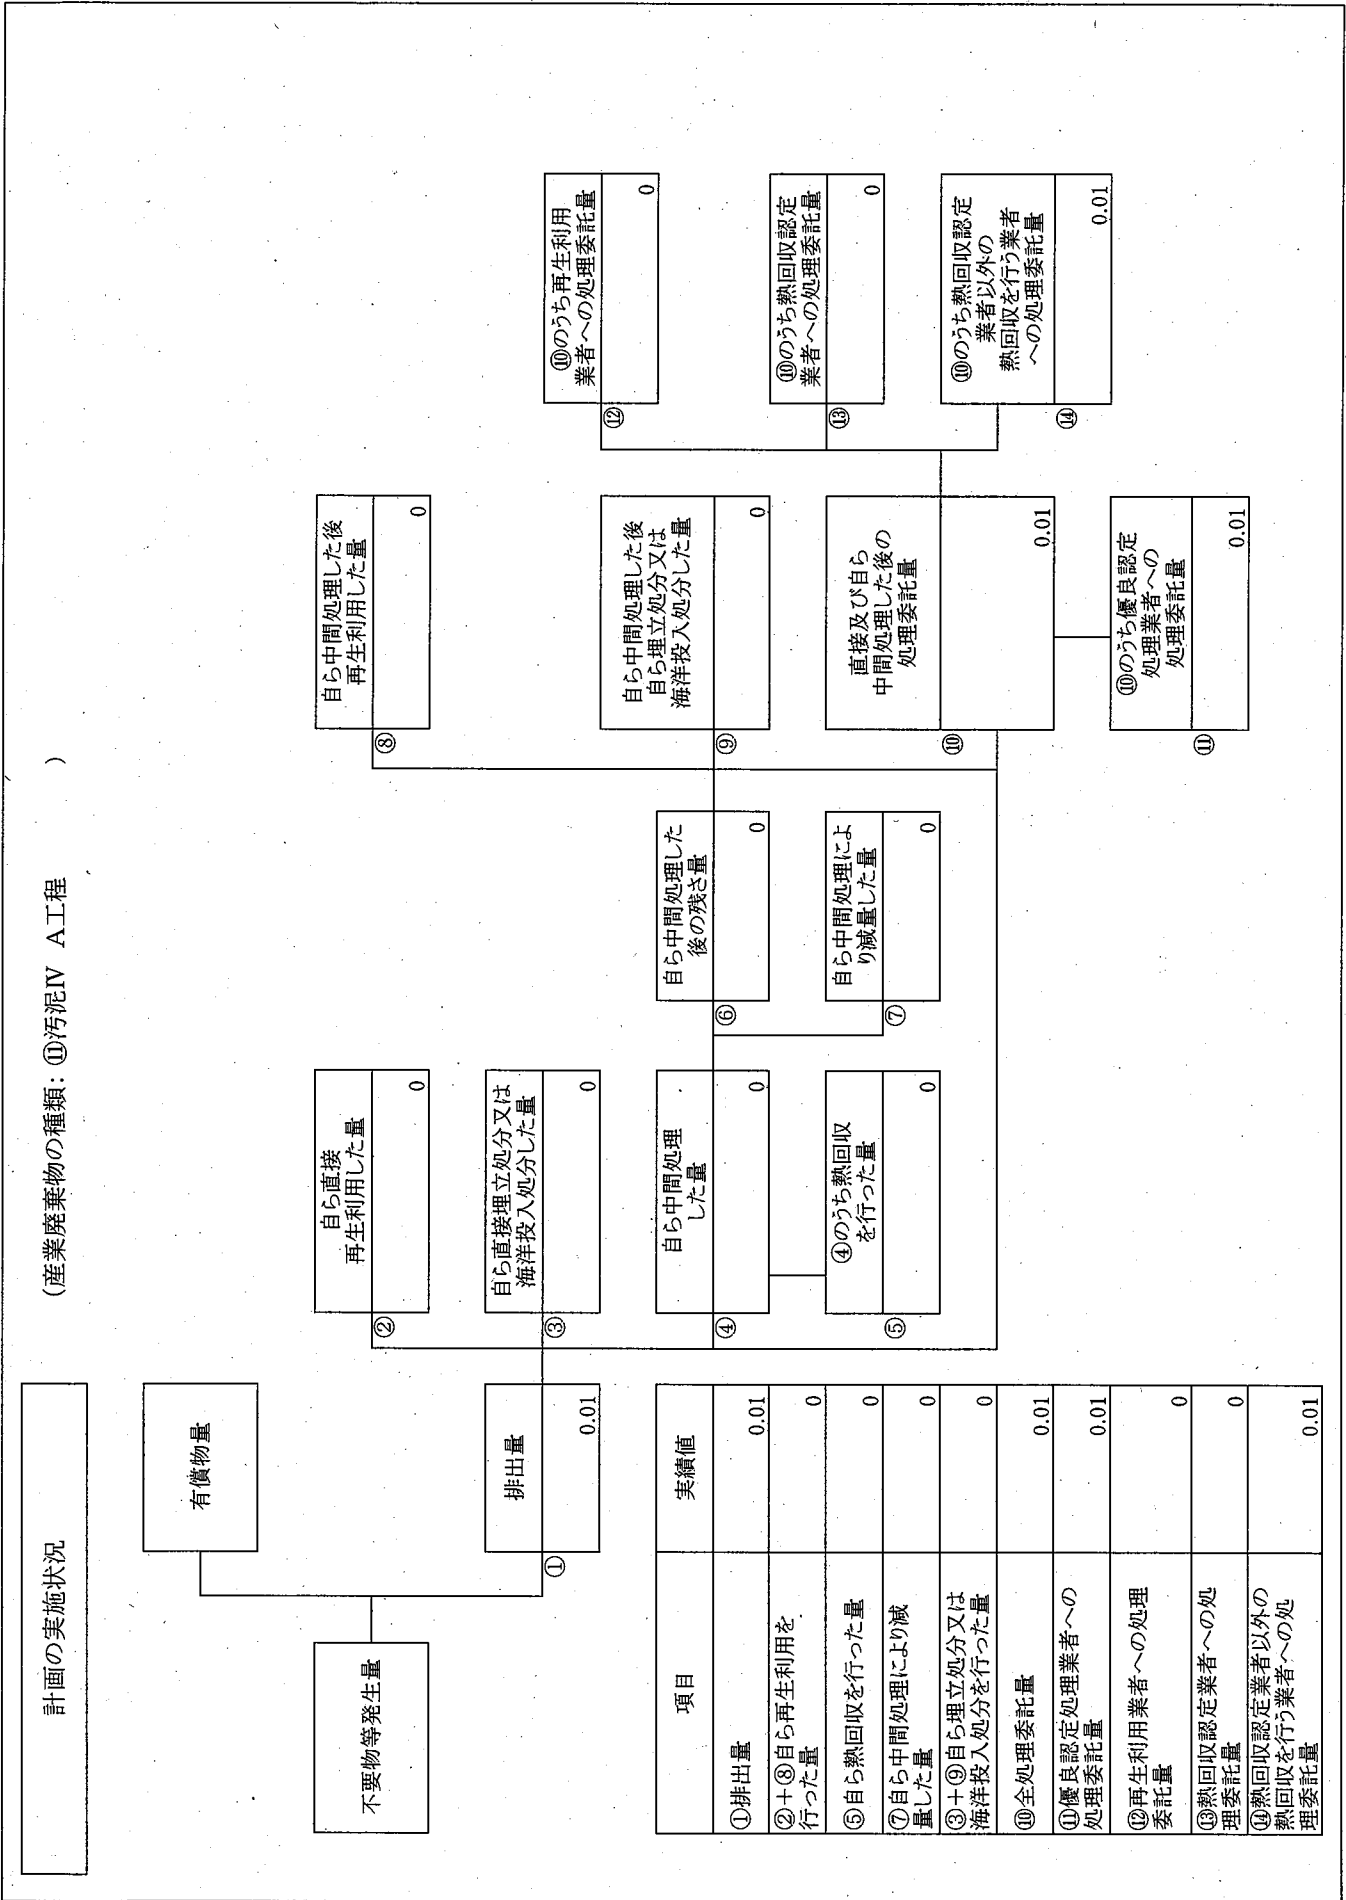 計画の実施状況
(産業廃棄物の種類: ⑪汚泥IV A工程 )
有償物量
不要物等発生量
①
排出量
0.01
②
自ら直接
再生利用した量
0
③
自ら直接埋立処分又は
海洋投入処分した量
0
④
自ら中間処理
した量
0
⑤
④のうち熱回収
を行った量
0
⑥
自ら中間処理した
後の残さ量
0
⑦
自ら中間処理によ
り減量した量
0
⑧
自ら中間処理した後
再生利用した量
0
⑨
自ら中間処理した後
自ら埋立処分又は
海洋投入処分した量
0
⑩
直接及び自ら
中間処理した後の
処理委託量
0.01
⑪
⑩のうち優良認定
処理業者への
処理委託量
0.01
⑫
⑩のうち再生利用
業者への処理委託量
0
⑬
⑩のうち熱回収認定
業者への処理委託量
0
⑭
⑩のうち熱回収認定
業者以外の
熱回収を行う業者
への処理委託量
0.01
項目 実績値
①排出量 0.01
②+⑧自ら再生利用を
行った量 0
⑤自ら熱回収を行った量 0
⑦自ら中間処理により減
量した量 0
③+⑨自ら埋立処分又は
海洋投入処分を行った量 0
⑩全処理委託量 0.01
⑪優良認定処理業者への
処理委託量 0.01
⑫再生利用業者への処理
委託量 0
⑬熱回収認定業者への処
理委託量 0
⑭熱回収認定業者以外の
熱回収を行う業者への処
理委託量 0.01